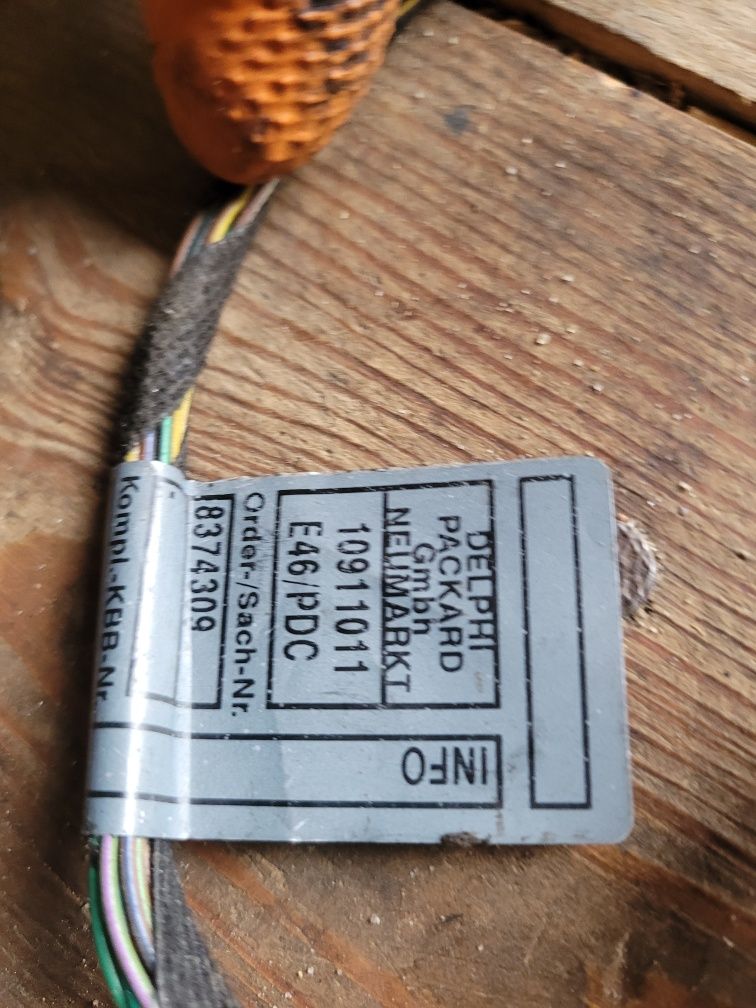 DELPHI
PACKARD
Gmbh
NEUMARKT
10911011
E46/PDC
Order-/Sach-Nr.
8374309
Kompl.-KBB-Nr.
INFO